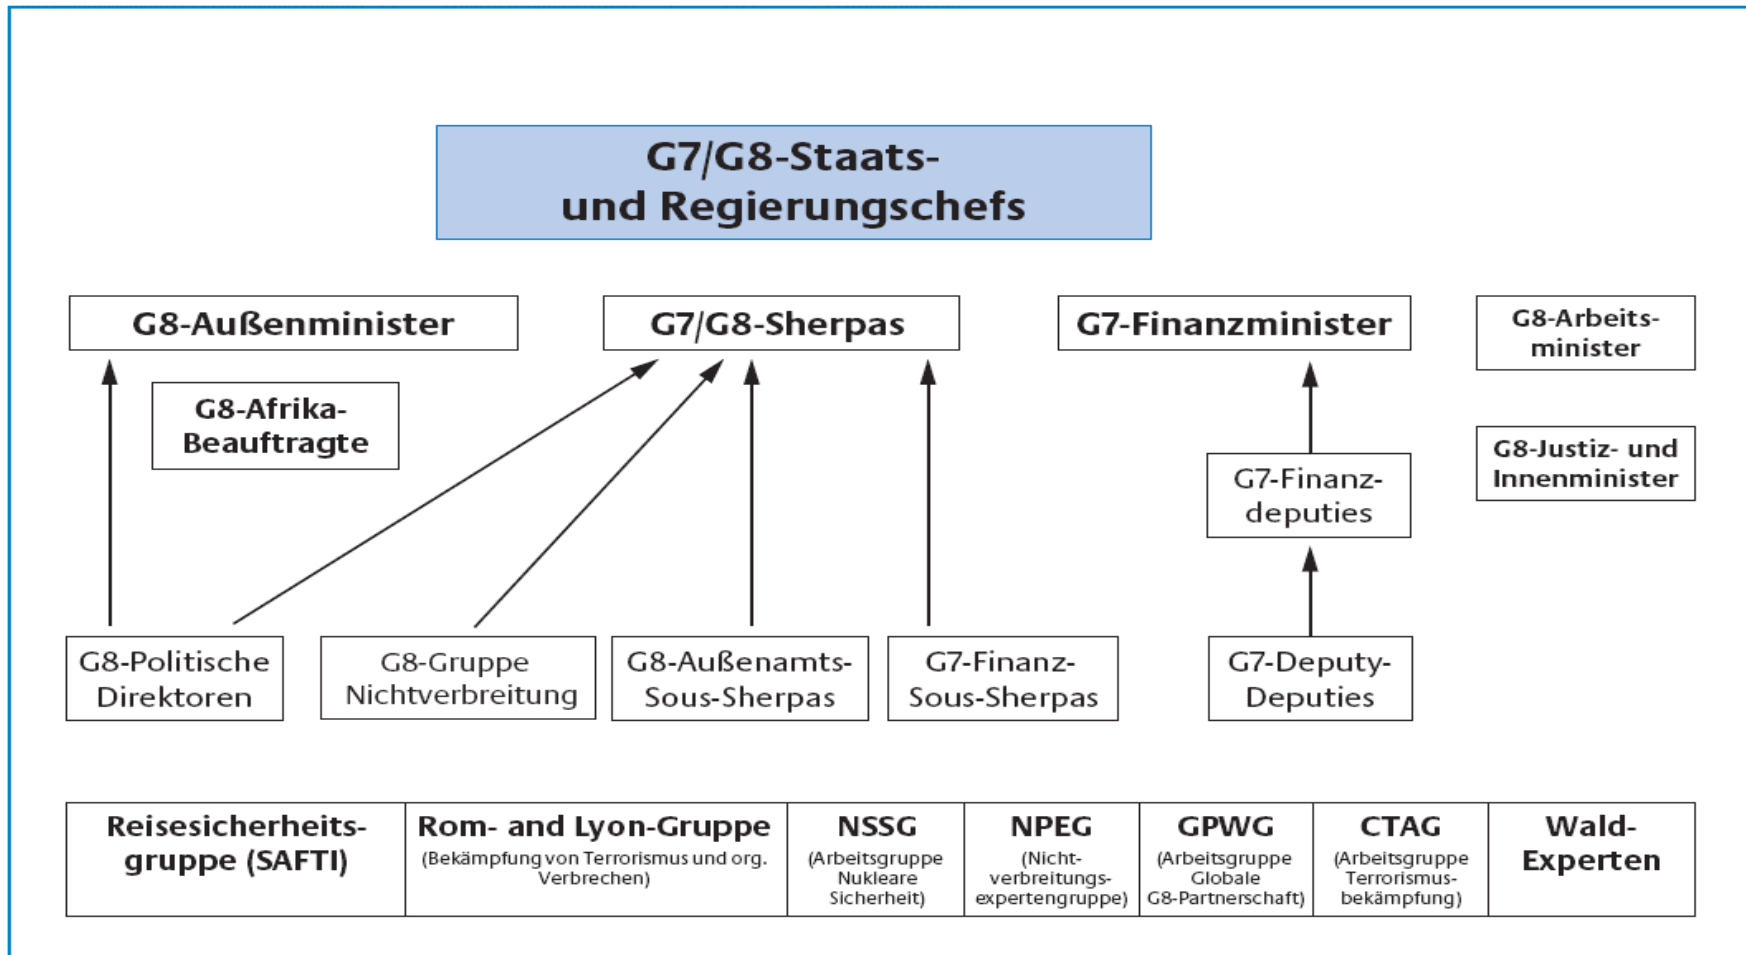 G7/G8-Staats-
und Regierungschefs
G8-Außenminister
G7/G8-Sherpas
G7-Finanzminister
G8-Arbeits-
minister
G8-Afrika-
Beauftragte
G8-Justiz- und
Innenminister
G7-Finanz-
deputies
G8-Politische
Direktoren
G8-Gruppe
Nichtverbreitung
G8-Außenamts-
Sous-Sherpas
G7-Finanz-
Sous-Sherpas
G7-Deputy-
Deputies
Reisesicherheits-
gruppe (SAFTI)
Rom- and Lyon-Gruppe
(Bekämpfung von Terrorismus und org.
Verbrechen)
NSSG
(Arbeitsgruppe
Nukleare
Sicherheit)
NPEG
(Nicht-
verbreitungs-
expertengruppe)
GPWG
(Arbeitsgruppe
Globale
G8-Partnerschaft)
CTAG
(Arbeitsgruppe
Terrorismus-
bekämpfung)
Wald-
Experten